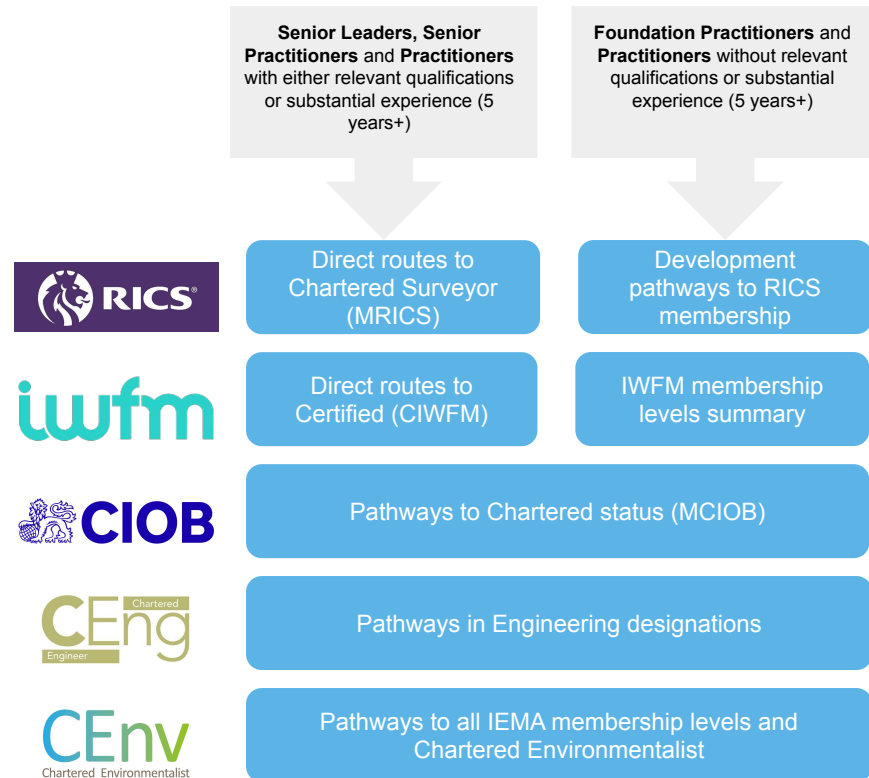 Senior Leaders, Senior
Practitioners and Practitioners
with either relevant qualifications
or substantial experience (5
years+)
Foundation Practitioners and
Practitioners without relevant
qualifications or substantial
experience (5 years+)
RICS®
Direct routes to
Chartered Surveyor
(MRICS)
Development
pathways to RICS
membership
iwfm
Direct routes to
Certified (CIWFM)
IWFM membership
levels summary
CIOB
Pathways to Chartered status (MCIOB)
Chartered
CEng
Engineer
Pathways in Engineering designations
CEnv
Chartered Environmentalist
Pathways to all IEMA membership levels and
Chartered Environmentalist